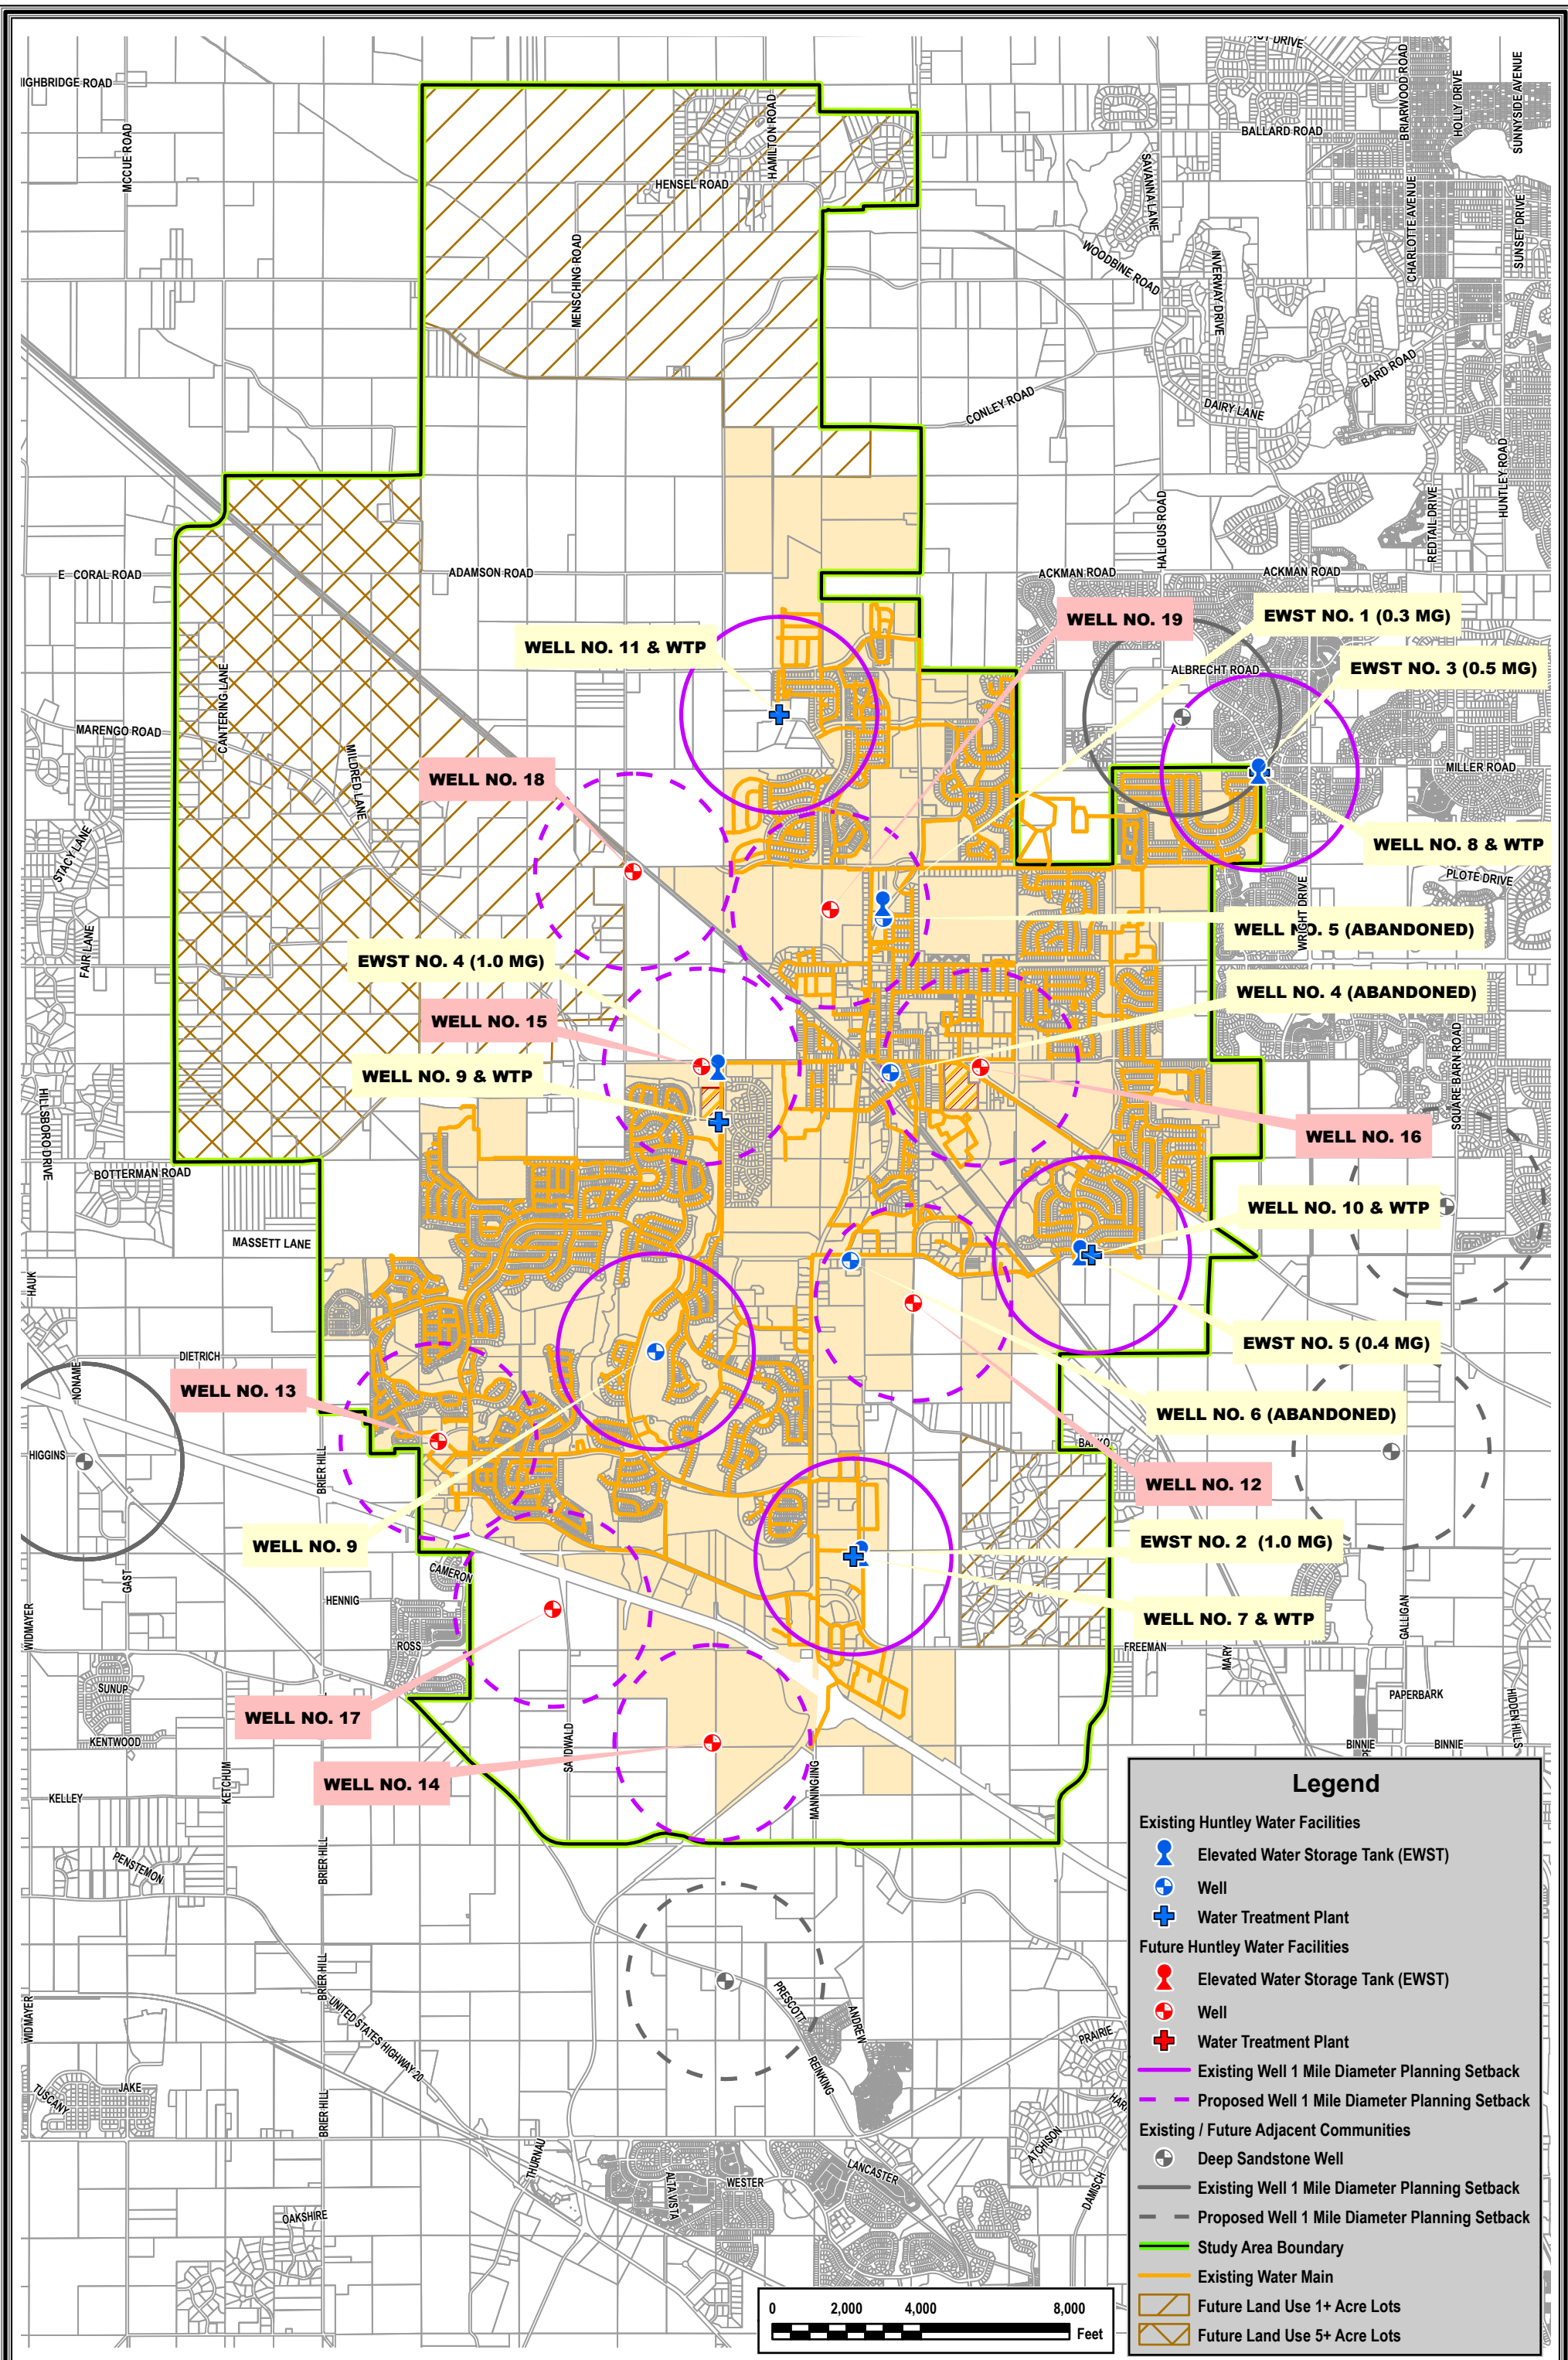 IGHBRIDGE ROAD
MCCUE ROAD
HAMILTON ROAD
HENSEL ROAD
MENSCHING ROAD
BALLARD ROAD
BRIARWOOD ROAD
HOLLY DRIVE
SUNNYSIDE AVENUE
SAVANNA LANE
CHARLOTTE AVENUE
SUNSET DRIVE
WOODBINE ROAD
INVERWAY DRIVE
BARD ROAD
CONLEY ROAD
DAIRY LANE
HUNTLEY ROAD
HALIGUS ROAD
REDTAIL DRIVE
E CORAL ROAD
ADAMSON ROAD
ACKMAN ROAD
ACKMAN ROAD
WELL NO. 19
EWST NO. 1 (0.3 MG)
WELL NO. 11 & WTP
ALBRECHT ROAD
EWST NO. 3 (0.5 MG)
CANTERING LANE
MARENGO ROAD
MILDRED LANE
MILLER ROAD
WELL NO. 18
WELL NO. 8 & WTP
STACY LANE
PLOTE DRIVE
WRIGHT DRIVE
WELL NO. 5 (ABANDONED)
FAIR LANE
EWST NO. 4 (1.0 MG)
WELL NO. 4 (ABANDONED)
WELL NO. 15
SQUARE BARN ROAD
WELL NO. 9 & WTP
HILLSBORO DRIVE
WELL NO. 16
BOTTERMAN ROAD
WELL NO. 10 & WTP
MASSETT LANE
HAUK
EWST NO. 5 (0.4 MG)
DIETRICH
NONAME
WELL NO. 13
WELL NO. 6 (ABANDONED)
HIGGINS
BRIER HILL
WELL NO. 12
WELL NO. 9
EWST NO. 2 (1.0 MG)
CAMERON
GAST
HENNIG
WELL NO. 7 & WTP
WIDMAYER
GALLIGAN
ROSS
FREEMAN
MARY
SUNUP
PAPERBARK
HIDDEN HILLS
WELL NO. 17
KENTWOOD
BINNIE
BINNIE
WELL NO. 14
KETCHUM
KELLEY
BRIER HILL
PENSTEMON
BRIER HILL
PRESCOTT
ANDREW
WIDMAYER
UNITED STATES HIGHWAY 20
REINKING
PRAIRIE
TUSCANY
JAKE
BRIER HILL
ATCHISON
THURNAU
ALTA VISTA
WESTER
LANCASTER
DAMISCH
OAKSHIRE
0 2,000 4,000 8,000
Feet
Legend
Existing Huntley Water Facilities
Elevated Water Storage Tank (EWST)
Well
Water Treatment Plant
Future Huntley Water Facilities
Elevated Water Storage Tank (EWST)
Well
Water Treatment Plant
Existing Well 1 Mile Diameter Planning Setback
Proposed Well 1 Mile Diameter Planning Setback
Existing / Future Adjacent Communities
Deep Sandstone Well
Existing Well 1 Mile Diameter Planning Setback
Proposed Well 1 Mile Diameter Planning Setback
Study Area Boundary
Existing Water Main
Future Land Use 1+ Acre Lots
Future Land Use 5+ Acre Lots